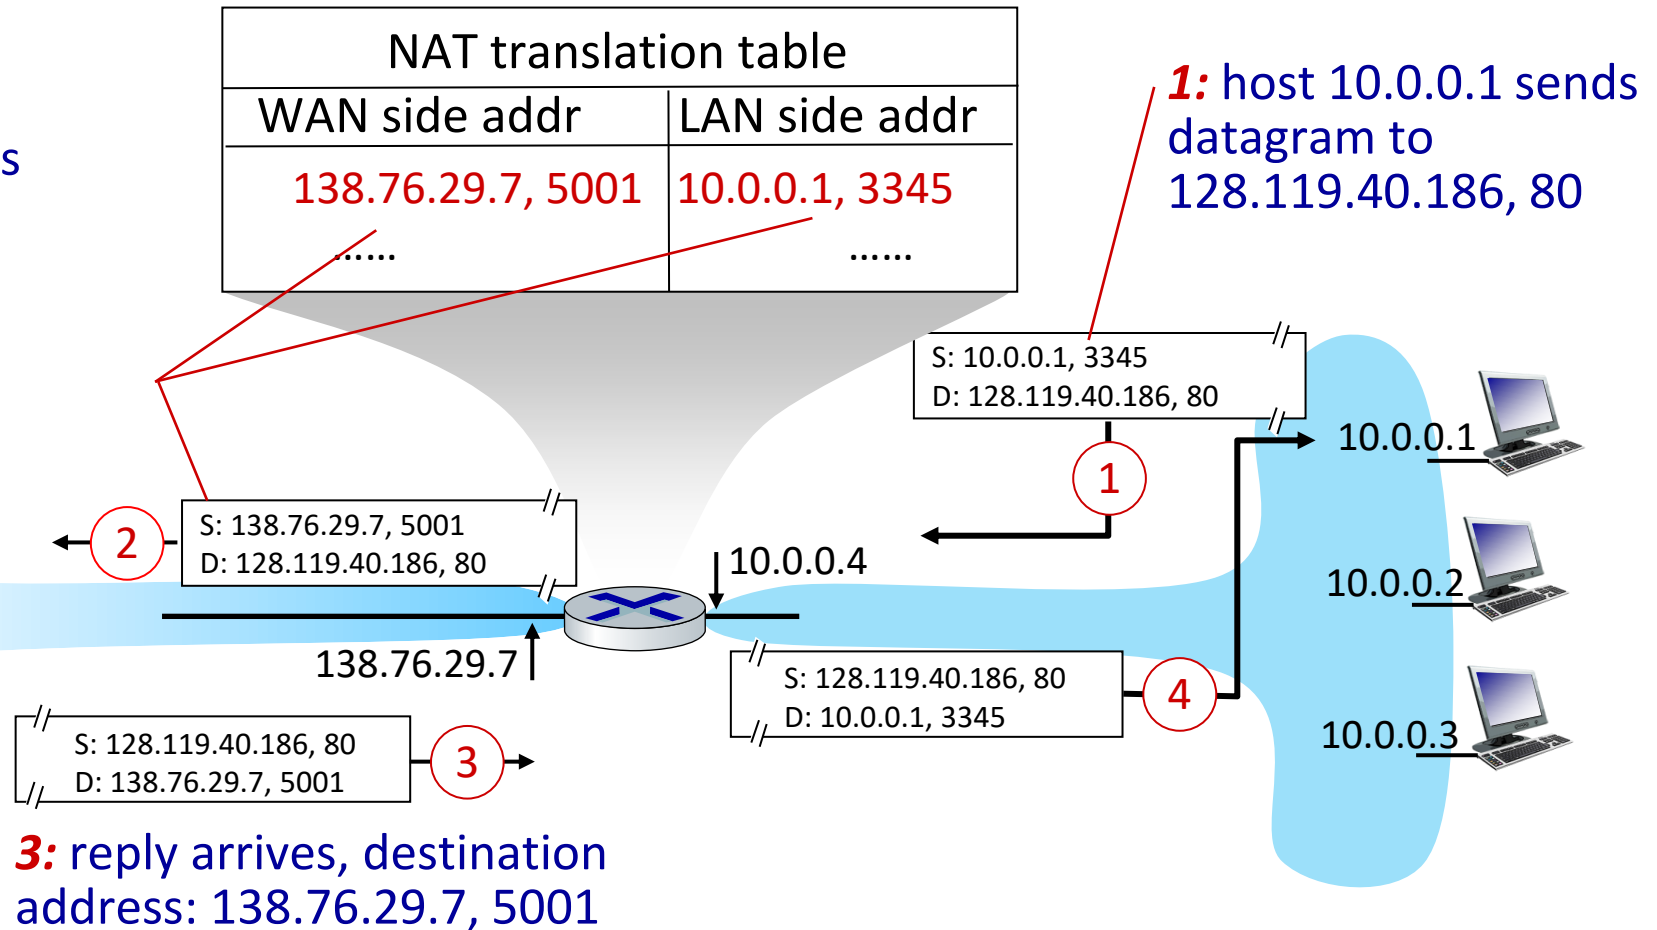 NAT translation table
WAN side addr
LAN side addr
138.76.29.7, 5001
10.0.0.1, 3345
......
......
1: host 10.0.0.1 sends
datagram to
128.119.40.186, 80
s
S: 10.0.0.1, 3345
D: 128.119.40.186, 80
1
10.0.0.1
2
S: 138.76.29.7, 5001
D: 128.119.40.186, 80
10.0.0.4
10.0.0.2
138.76.29.7
S: 128.119.40.186, 80
D: 10.0.0.1, 3345
4
10.0.0.3
S: 128.119.40.186, 80
D: 138.76.29.7, 5001
3
3: reply arrives, destination
address: 138.76.29.7, 5001